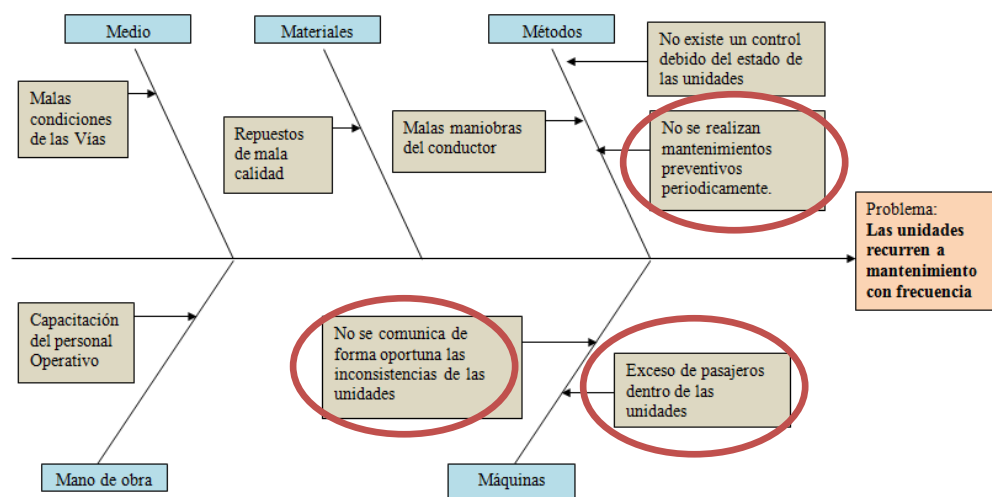 Medio
Materiales
Métodos
No existe un control
debido del estado de
las unidades
Malas
condiciones
de las Vías
Repuestos
de mala
calidad
Malas maniobras
del conductor
No se realizan
mantenimientos
preventivos
periodicamente.
Problema:
Las unidades
recurren a
mantenimiento
con frecuencia
Capacitación
del personal
Operativo
No se comunica de
forma oportuna las
inconsistencias de las
unidades
Exceso de pasajeros
dentro de las
unidades
Mano de obra
Máquinas